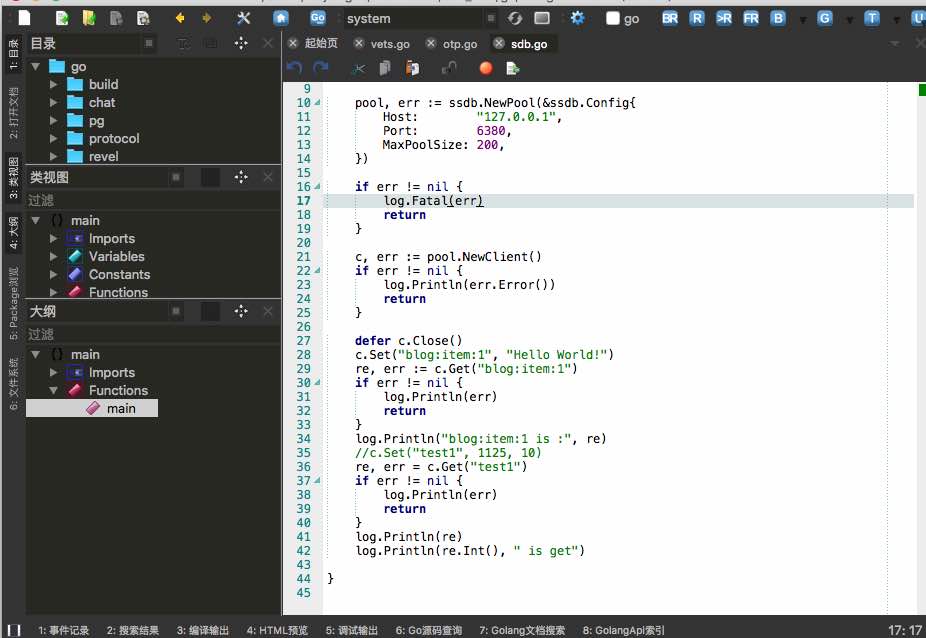 Go system go BR R >R FR B G T U
1: 目录
2: 打开文档
3: 类视图
4: 大纲
5: Package浏览
6: 文件系统
目录
go
build
chat
pg
protocol
revel
类视图
过滤
() main
Imports
Variables
Constants
Functions
大纲
过滤
() main
Imports
Functions
main
起始页 vets.go otp.go sdb.go
9
10 pool, err := ssdb.NewPool(&ssdb.Config{
11 Host: "127.0.0.1",
12 Port: 6380,
13 MaxPoolSize: 200,
14 })
15
16 if err != nil {
17 log.Fatal(err)
18 return
19 }
20
21 c, err := pool.NewClient()
22 if err != nil {
23 log.Println(err.Error())
24 return
25 }
26
27 defer c.Close()
28 c.Set("blog:item:1", "Hello World!")
29 re, err := c.Get("blog:item:1")
30 if err != nil {
31 log.Println(err)
32 return
33 }
34 log.Println("blog:item:1 is :", re)
35 //c.Set("test1", 1125, 10)
36 re, err = c.Get("test1")
37 if err != nil {
38 log.Println(err)
39 return
40 }
41 log.Println(re)
42 log.Println(re.Int(), " is get")
43
44 }
45
1: 事件记录 2: 搜索结果 3: 编译输出 4: HTML预览 5: 调试输出 6: Go源码查询 7: Golang文档搜索 8: GolangApi索引 17: 17